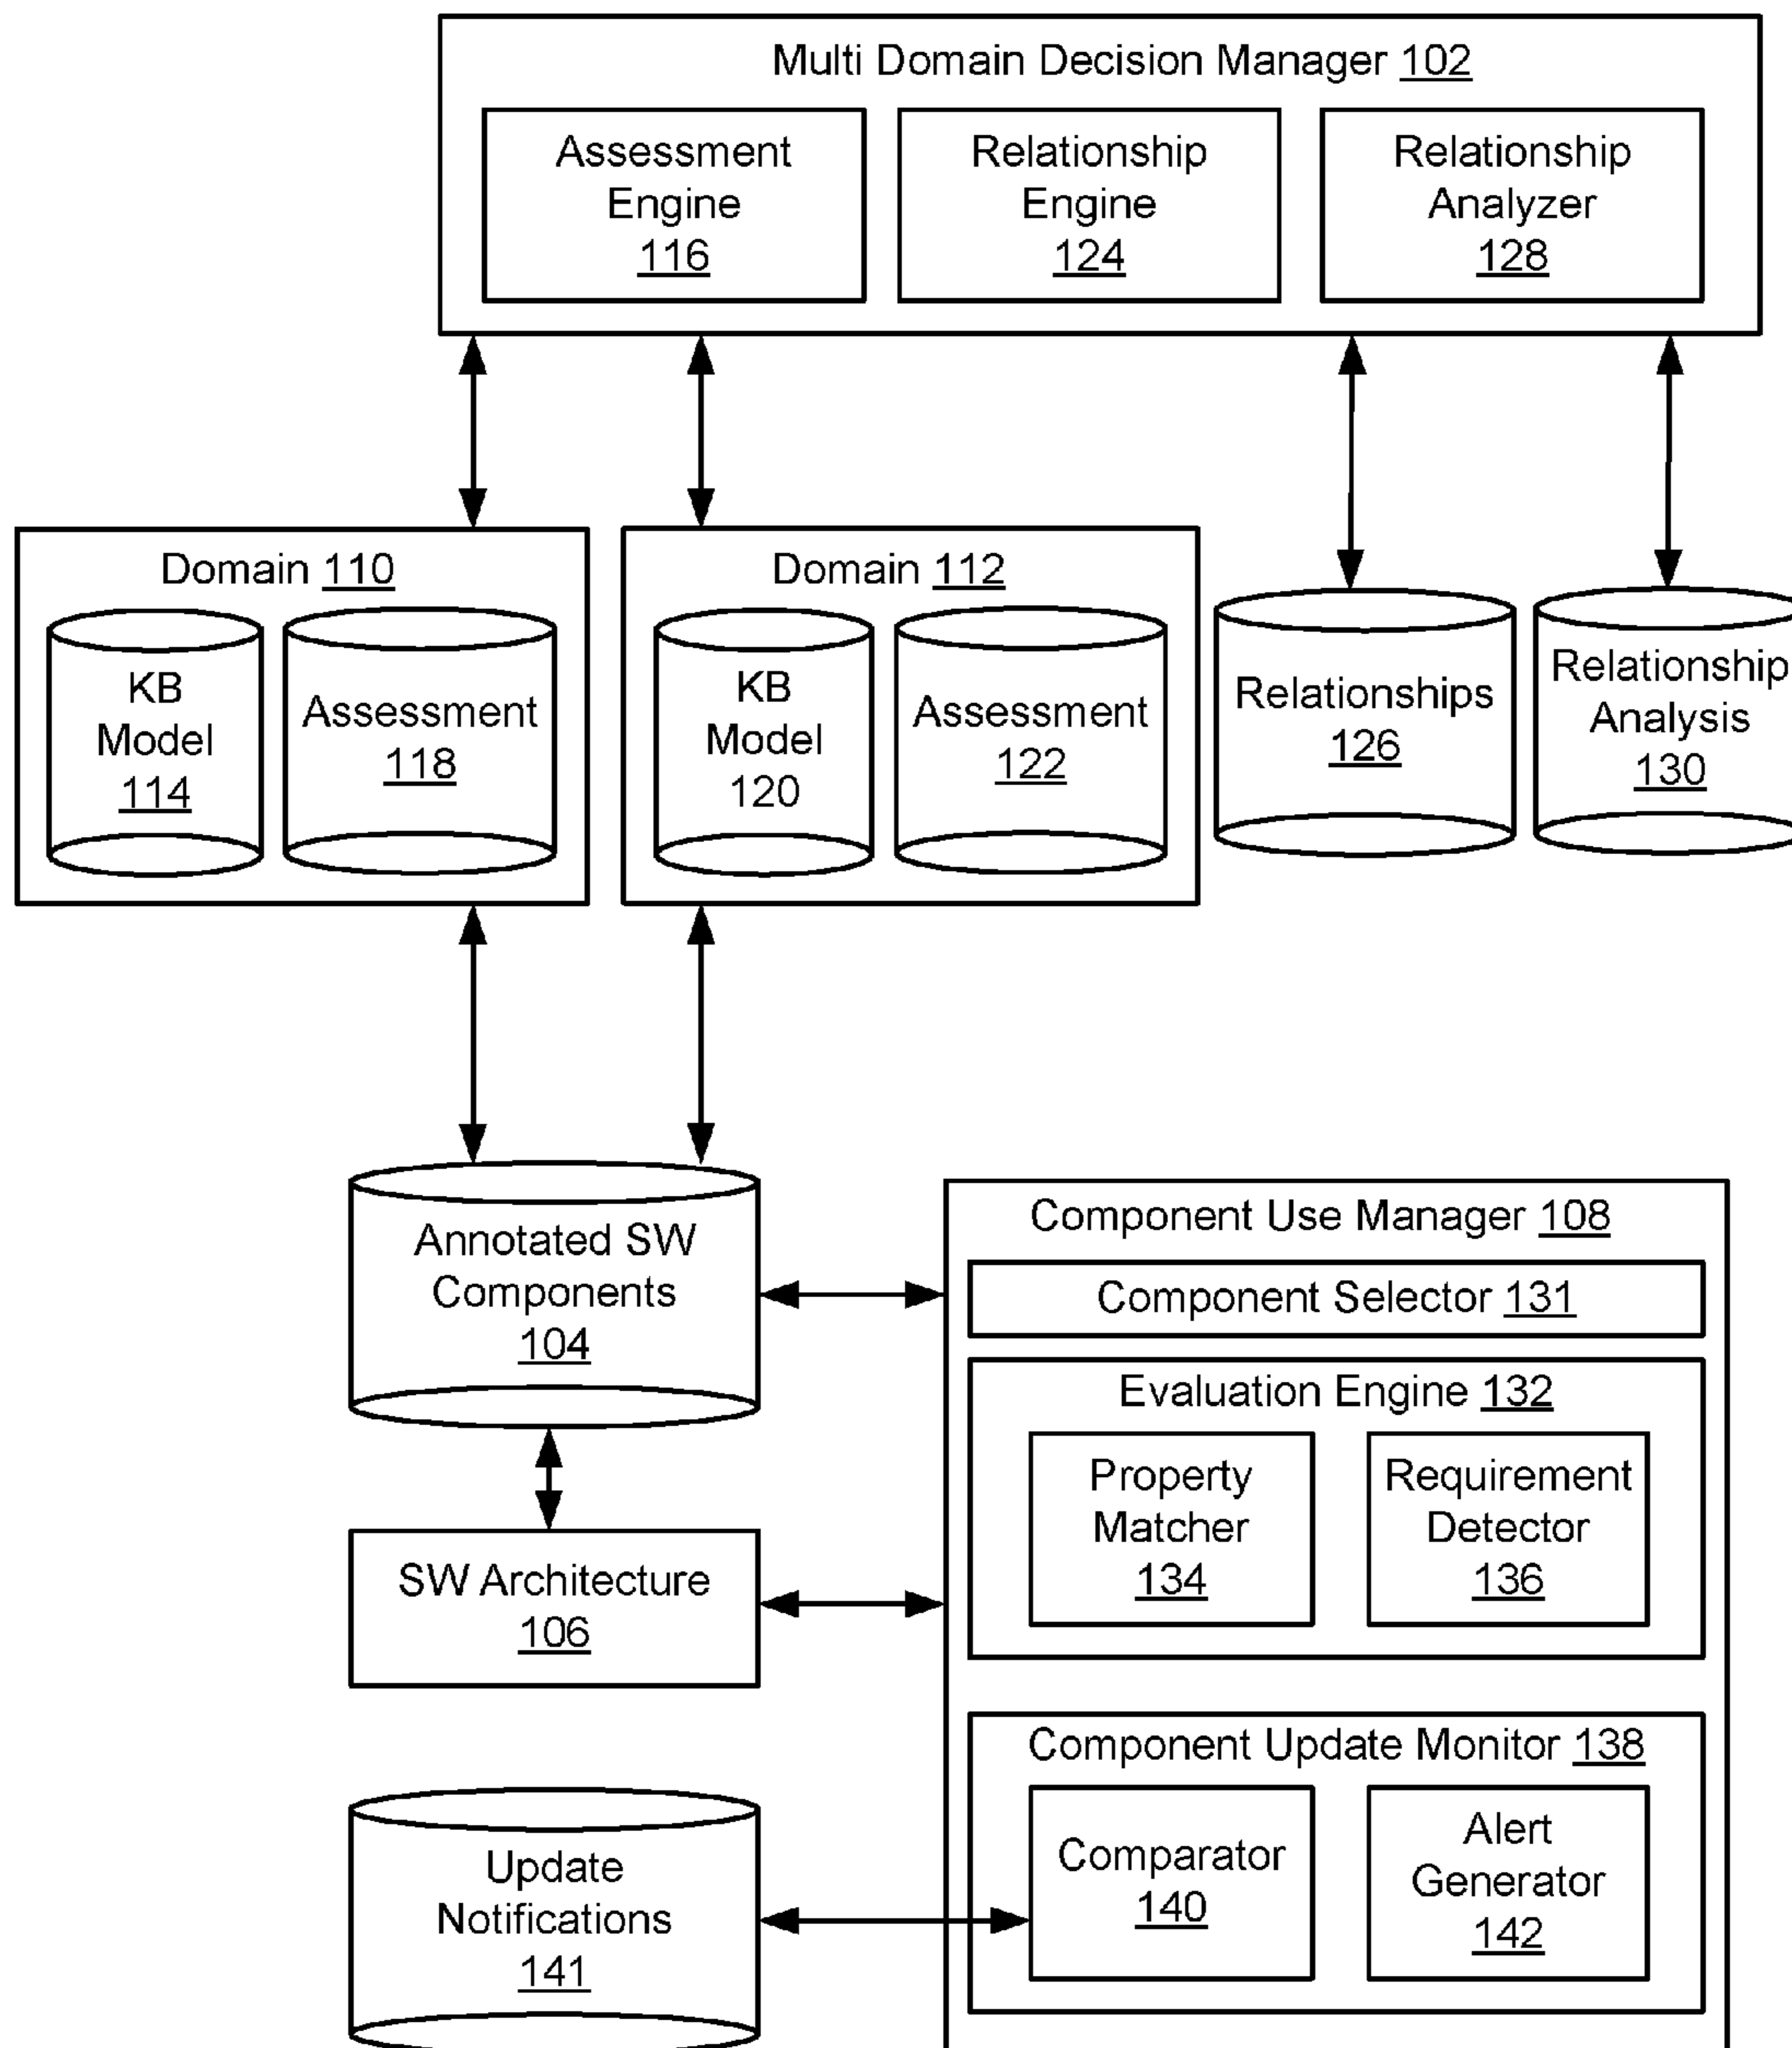 Multi Domain Decision Manager 102
Assessment
Engine
116
Relationship
Engine
124
Relationship
Analyzer
128
Domain 110
KB
Model
114
Assessment
118
Domain 112
KB
Model
120
Assessment
122
Relationships
126
Relationship
Analysis
130
Annotated SW
Components
104
SW Architecture
106
Update
Notifications
141
Component Use Manager 108
Component Selector 131
Evaluation Engine 132
Property
Matcher
134
Requirement
Detector
136
Component Update Monitor 138
Comparator
140
Alert
Generator
142